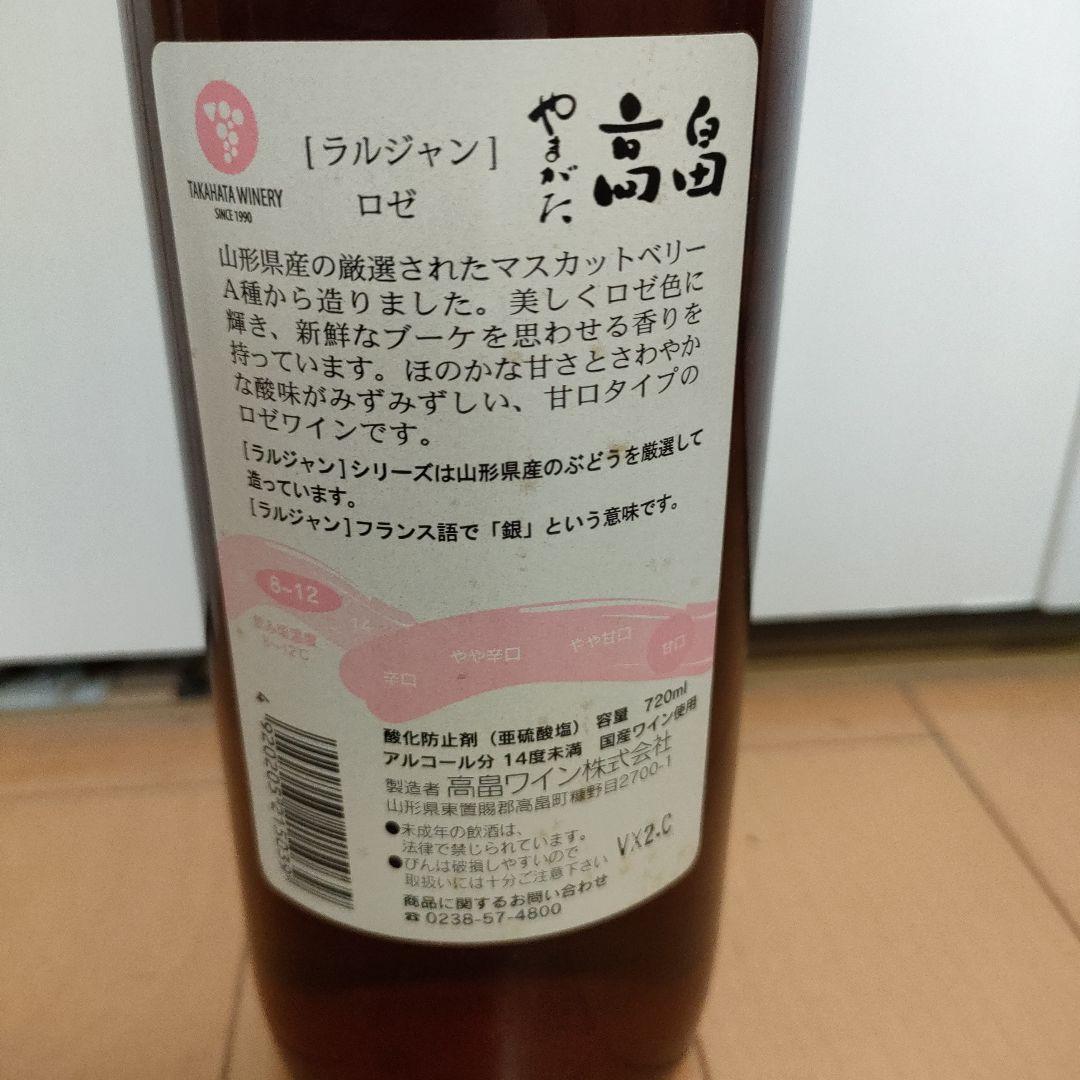 TAKAHATA WINERY
SINCE 1990
[ラルジャン]
ロゼ
やまがた
高畠
山形県産の厳選されたマスカットベリー
A種から造りました。美しくロゼ色に
輝き、新鮮なブーケを思わせる香りを
持っています。ほのかな甘さとさわやか
な酸味がみずみずしい、甘口タイプの
ロゼワインです。
[ラルジャン]シリーズは山形県産のぶどうを厳選して
造っています。
[ラルジャン]フランス語で「銀」という意味です。
8-12
14
飲み頃温度
8~12℃
辛口
やや辛口
やや甘口
甘口
酸化防止剤（亜硫酸塩） 容量 720ml
アルコール分 14度未満 国産ワイン使用
製造者 高畠ワイン株式会社
山形県東置賜郡高畠町糠野目2700-1
●未成年の飲酒は、
法律で禁じられています。
●びんは破損しやすいので
取扱いには十分ご注意下さい
VX2.C
商品に関するお問い合わせ
☎0238-57-4800
4 920205 315039